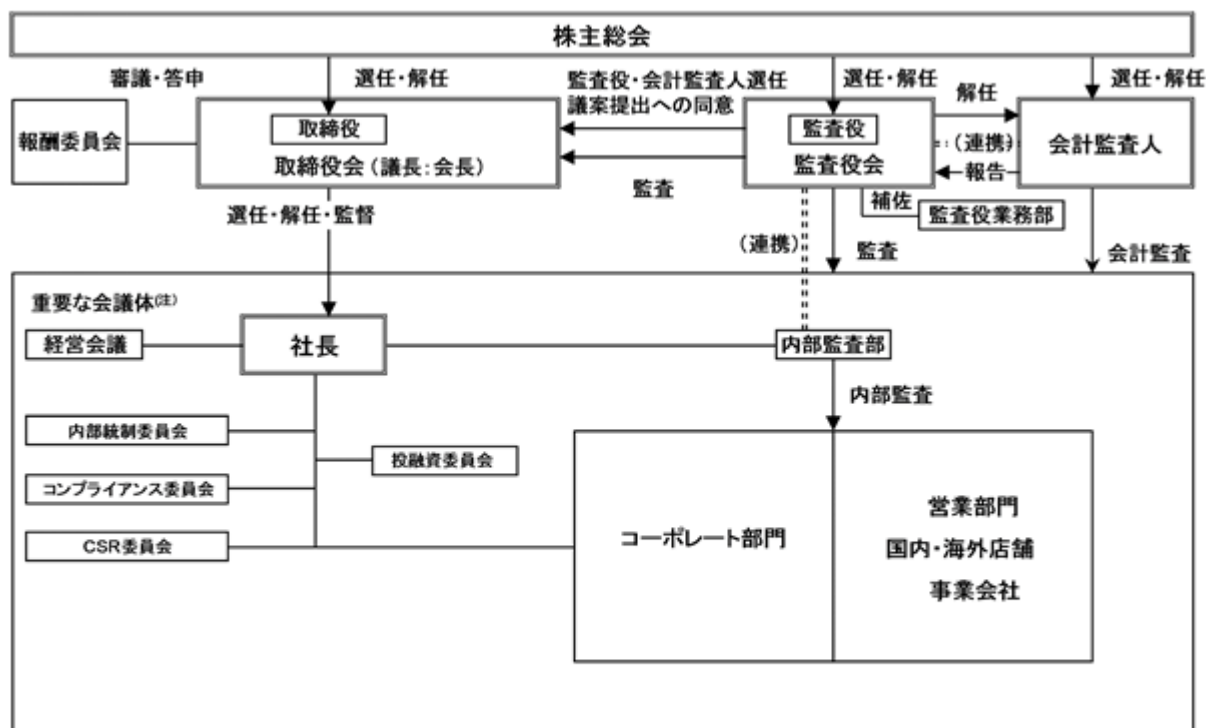 株主総会
審議・答申
選任・解任
監査役・会計監査人選任
議案提出への同意
選任・解任
解任
選任・解任
報酬委員会
取締役
取締役会（議長：会長）
監査
監査役
監査役会
（連携）
報告
会計監査人
補佐
監査役業務部
選任・解任・監督
（連携）
監査
会計監査
重要な会議体(注)
経営会議
社長
内部監査部
内部監査
内部統制委員会
投融資委員会
コンプライアンス委員会
CSR委員会
コーポレート部門
営業部門
国内・海外店舗
事業会社